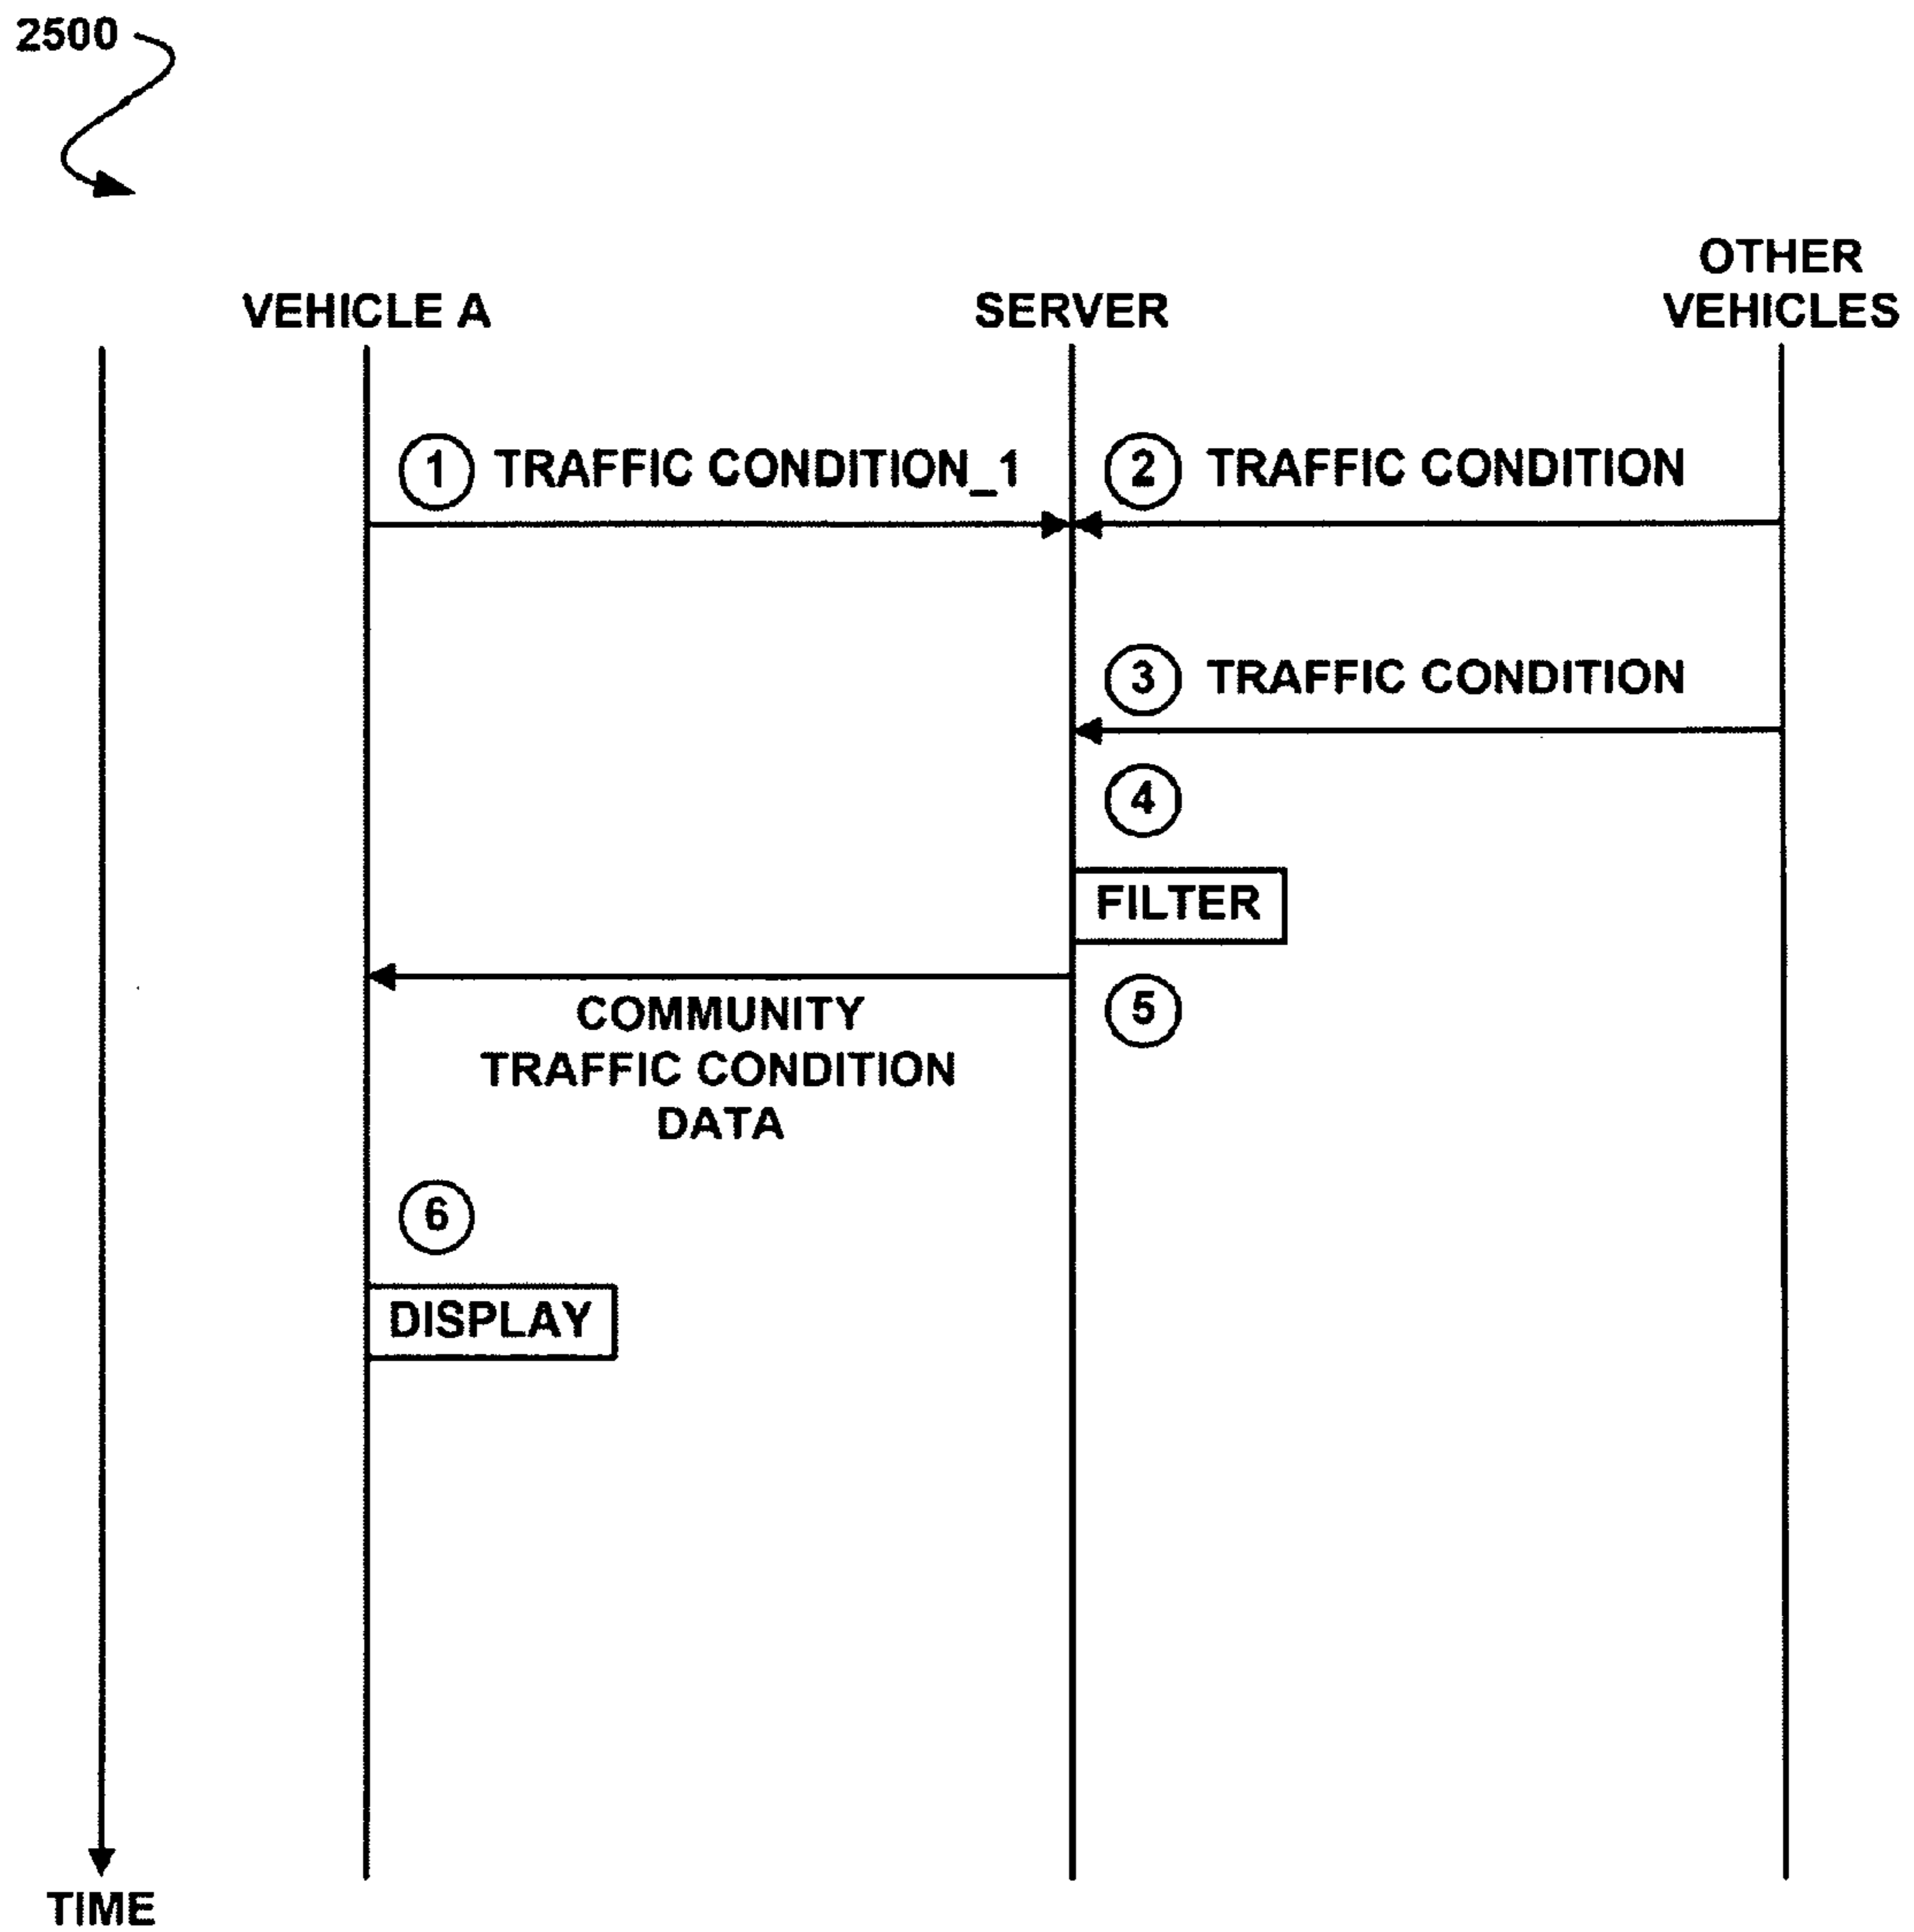 2500
VEHICLE A
SERVER
OTHER
VEHICLES
1 TRAFFIC CONDITION_1
2 TRAFFIC CONDITION
3 TRAFFIC CONDITION
4
FILTER
5
COMMUNITY
TRAFFIC CONDITION
DATA
6
DISPLAY
TIME